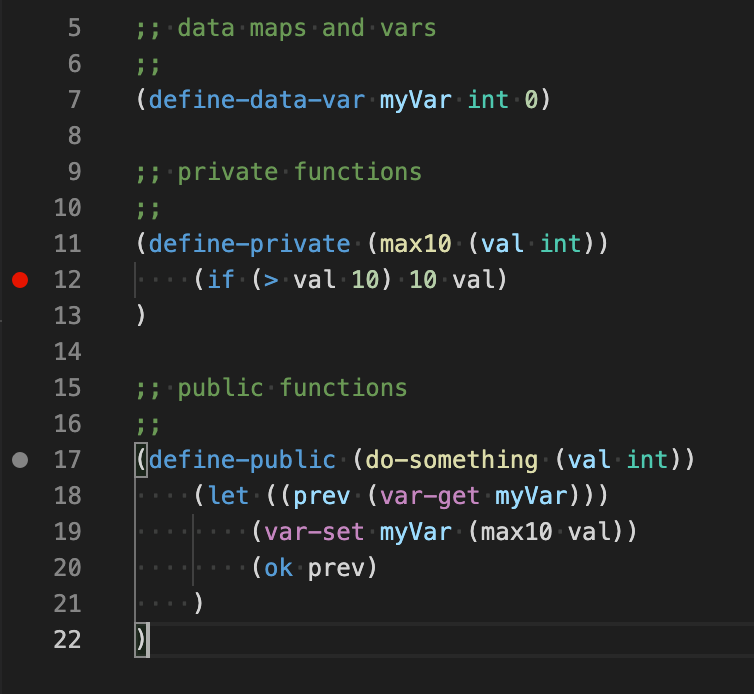 5 ;; data maps and vars
6 ;;
7 (define-data-var myVar int 0)
8
9 ;; private functions
10 ;;
11 (define-private (max10 (val int))
12     (if (> val 10) 10 val)
13 )
14
15 ;; public functions
16 ;;
17 (define-public (do-something (val int))
18     (let ((prev (var-get myVar)))
19         (var-set myVar (max10 val))
20         (ok prev)
21     )
22 )